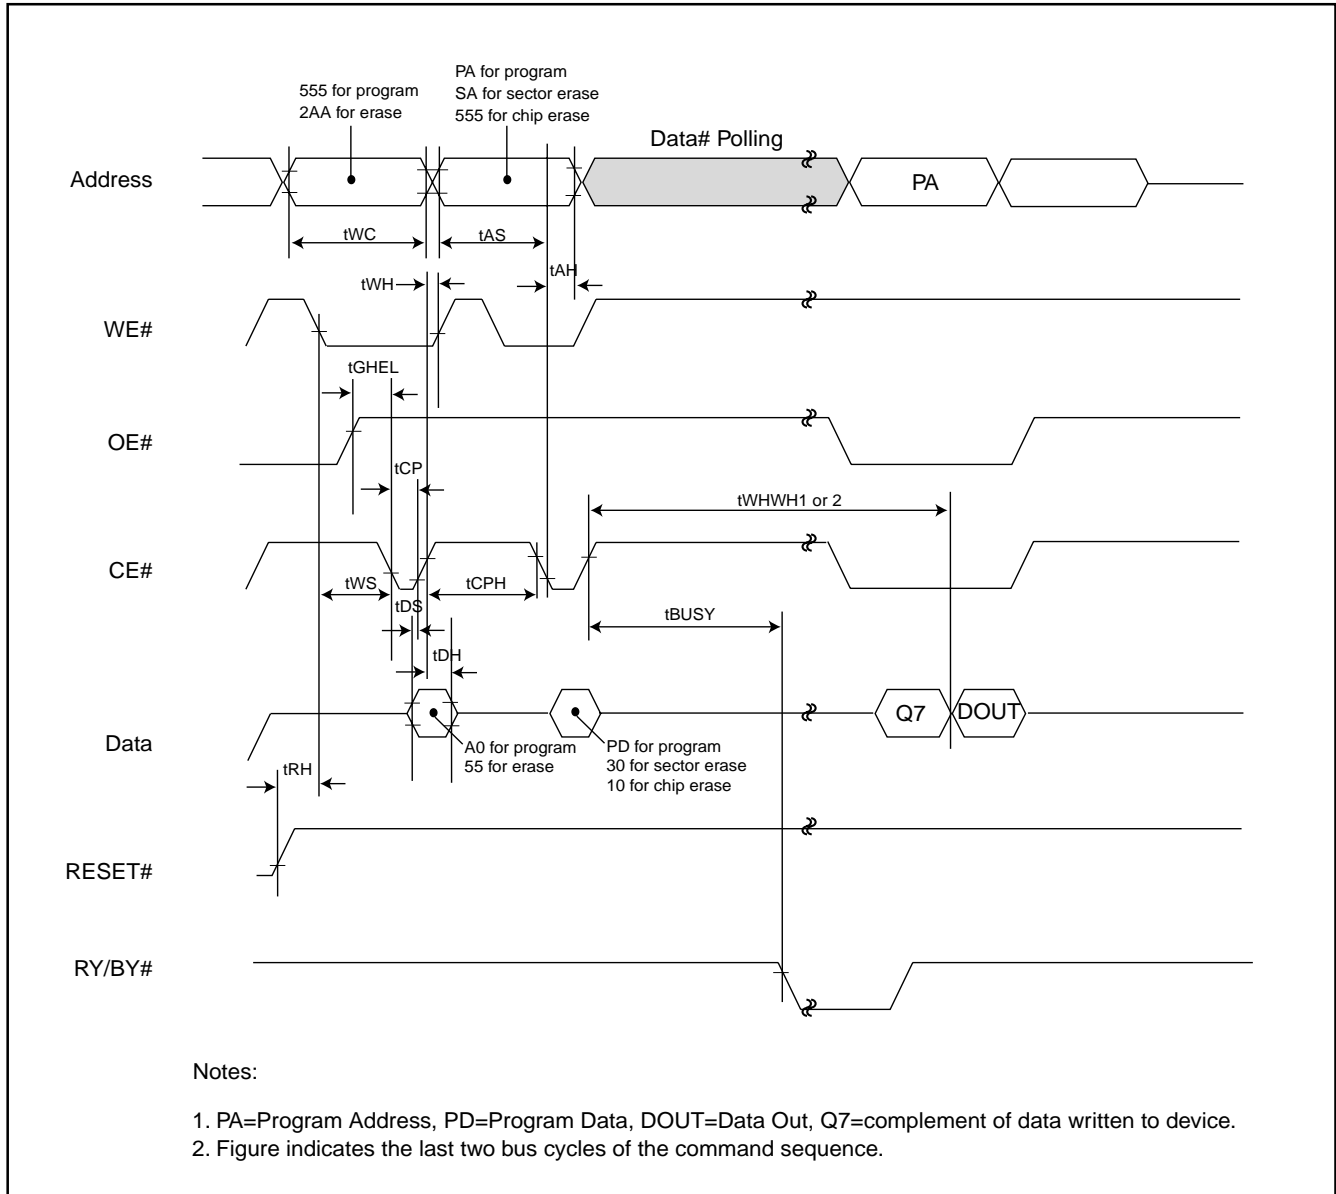 555 for program
2AA for erase
PA for program
SA for sector erase
555 for chip erase
Data# Polling
Address
PA
tWC
tAS
tAH
tWH
WE#
tGHEL
OE#
tCP
tWHWH1 or 2
CE#
tWS
tCPH
tDS
tBUSY
tDH
Q7
DOUT
Data
A0 for program
55 for erase
PD for program
30 for sector erase
10 for chip erase
tRH
RESET#
RY/BY#
Notes:
1. PA=Program Address, PD=Program Data, DOUT=Data Out, Q7=complement of data written to device.
2. Figure indicates the last two bus cycles of the command sequence.